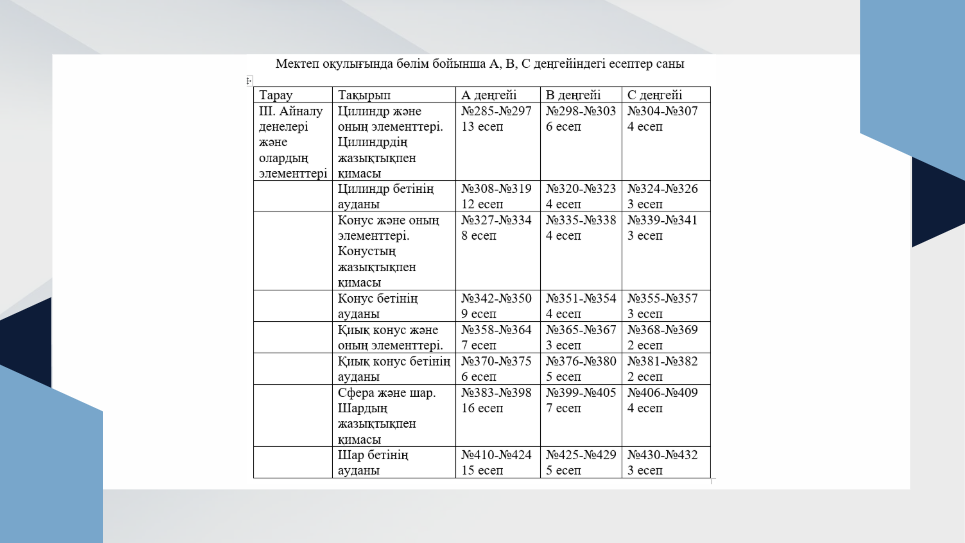 Мектеп оқулығында бөлім бойынша А, В, С деңгейіндегі есептер саны
Тарау Тақырып А деңгейі В деңгейі С деңгейі
ІІІ. Айналу Цилиндр және №285-№297 №298-№303 №304-№307
денелері оның элементтері. 13 есеп 6 есеп 4 есеп
және Цилиндрдің
олардың жазықтықпен
элементтері қимасы
Цилиндр бетінің №308-№319 №320-№323 №324-№326
ауданы 12 есеп 4 есеп 3 есеп
Конус және оның №327-№334 №335-№338 №339-№341
элементтері. 8 есеп 4 есеп 3 есеп
Конустың
жазықтықпен
қимасы
Конус бетінің №342-№350 №351-№354 №355-№357
ауданы 9 есеп 4 есеп 3 есеп
Қиық конус және №358-№364 №365-№367 №368-№369
оның элементтері. 7 есеп 3 есеп 2 есеп
Қиық конус бетінің №370-№375 №376-№380 №381-№382
ауданы 6 есеп 5 есеп 2 есеп
Сфера және шар. №383-№398 №399-№405 №406-№409
Шардың 16 есеп 7 есеп 4 есеп
жазықтықпен
қимасы
Шар бетінің №410-№424 №425-№429 №430-№432
ауданы 15 есеп 5 есеп 3 есеп